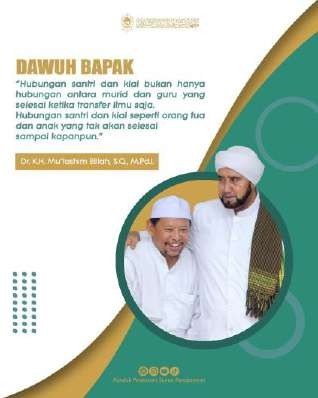 DAWUH BAPAK
"Hubungan santri dan kiai bukan hanya
hubungan antara murid dan guru yang
selesai ketika transfer ilmu saja.
Hubungan santri dan kiai seperti orang tua
dan anak yang tak akan selesai
sampai kapanpun."
Dr. K.H. Mu'tashim Billah, S.Q., M.Pd.I.
Pondok Pesantren Sunan Pandanaran